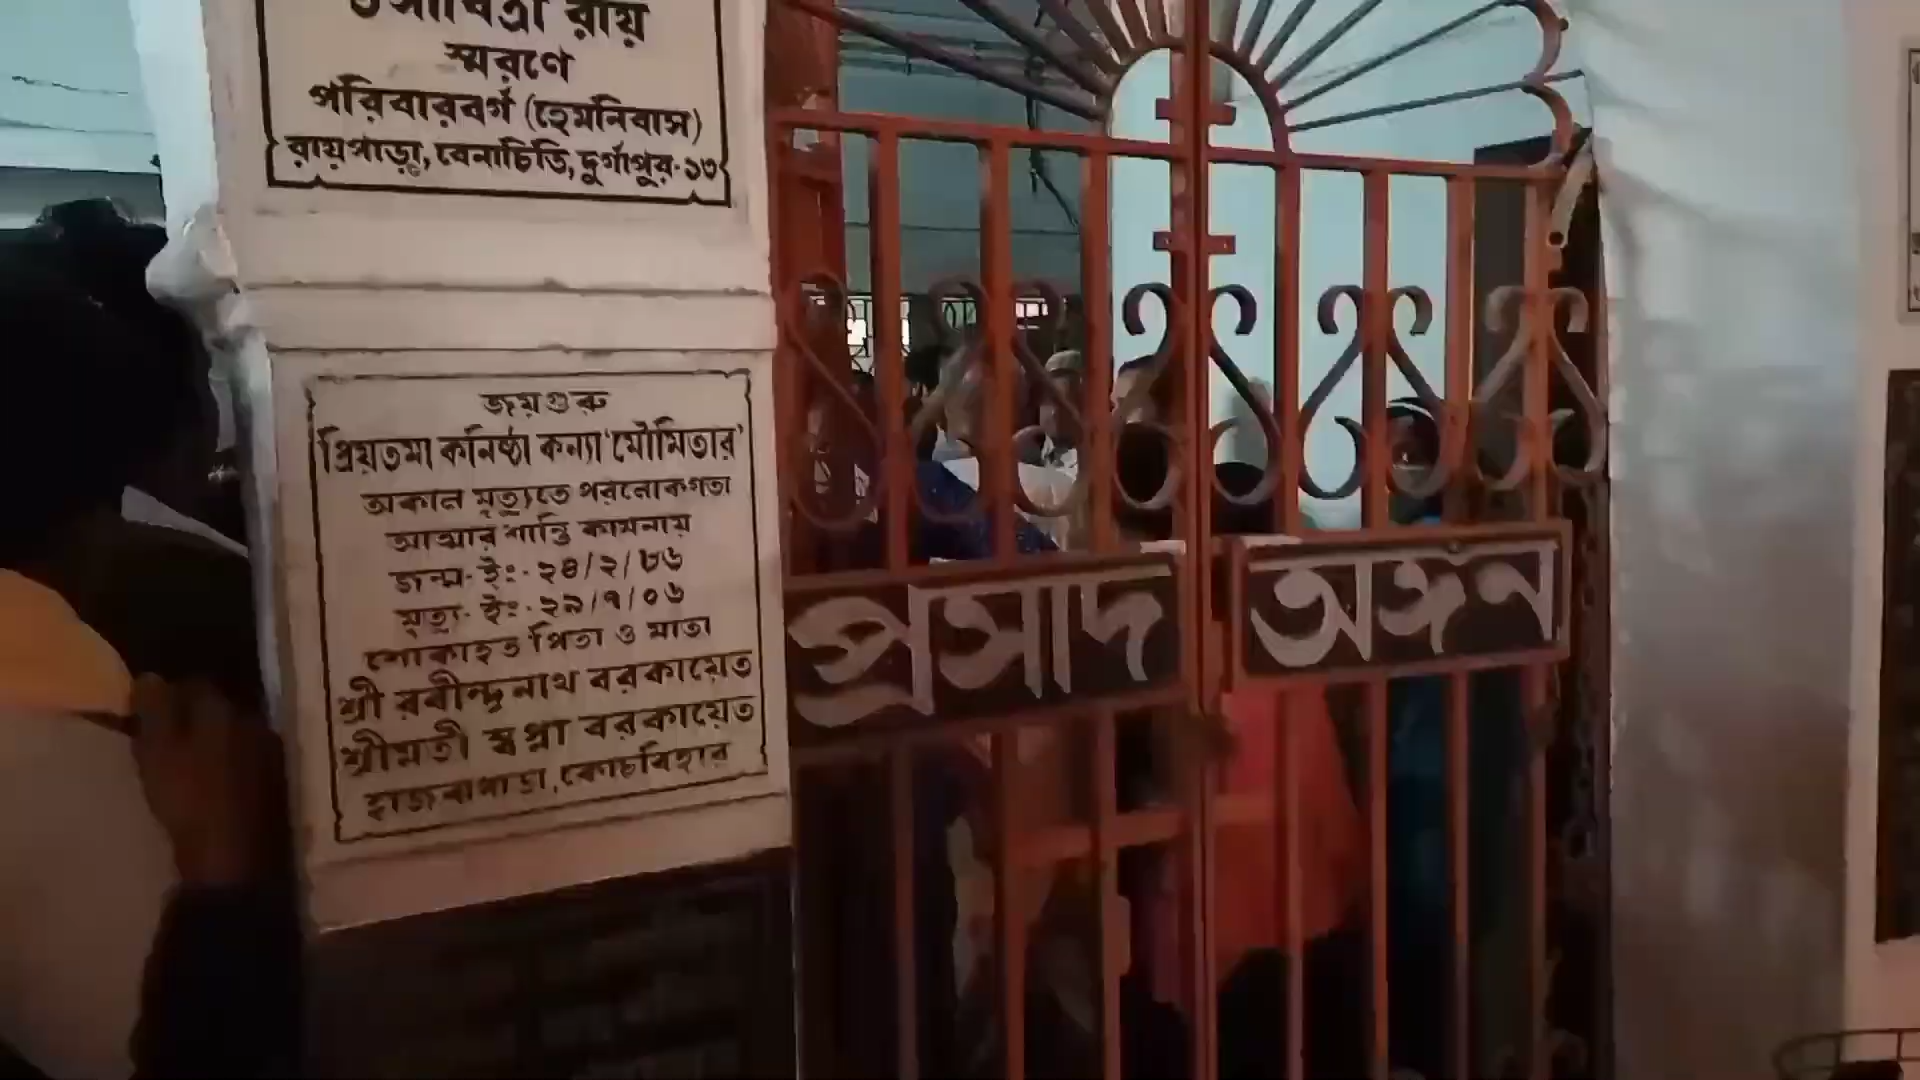 ৺সাবিত্রী রায়
স্মরণে
পরিবারবর্গ (হেমনিবাস)
রায়পাড়া, বেনাচিতি, দুর্গাপুর-১৩
জয়গুরু
প্রিয়তমা কনিষ্ঠা কন্যা 'মৌমিতার'
অকাল মৃত্যুতে পরলোকগতা
আত্মার শান্তি কামনায়
জন্ম- ইং- ২৪/২/৮৬
মৃত্যু- ইং- ২৯/৭/০৬
শোকাহত পিতা ও মাতা
শ্রী রবীন্দ্রনাথ বরকায়েত
শ্রীমতী স্বপ্না বরকায়েত
হাজরাপাড়া, কোচবিহার
প্রসাদ অঙ্গন